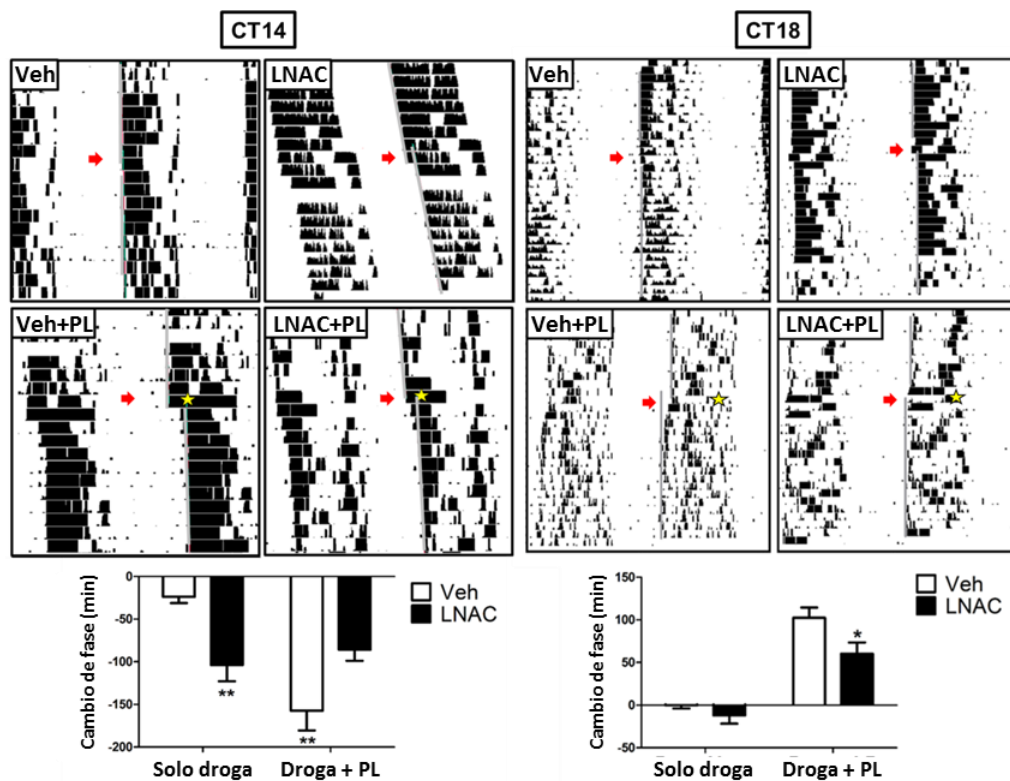 CT14
CT18
Veh
LNAC
Veh
LNAC
Veh+PL
LNAC+PL
Veh+PL
LNAC+PL
Cambio de fase (min)
0
-50
-100
-150
-200
**
**
Veh
LNAC
Solo droga
Droga + PL
Cambio de fase (min)
150
100
50
0
-50
*
Veh
LNAC
Solo droga
Droga + PL